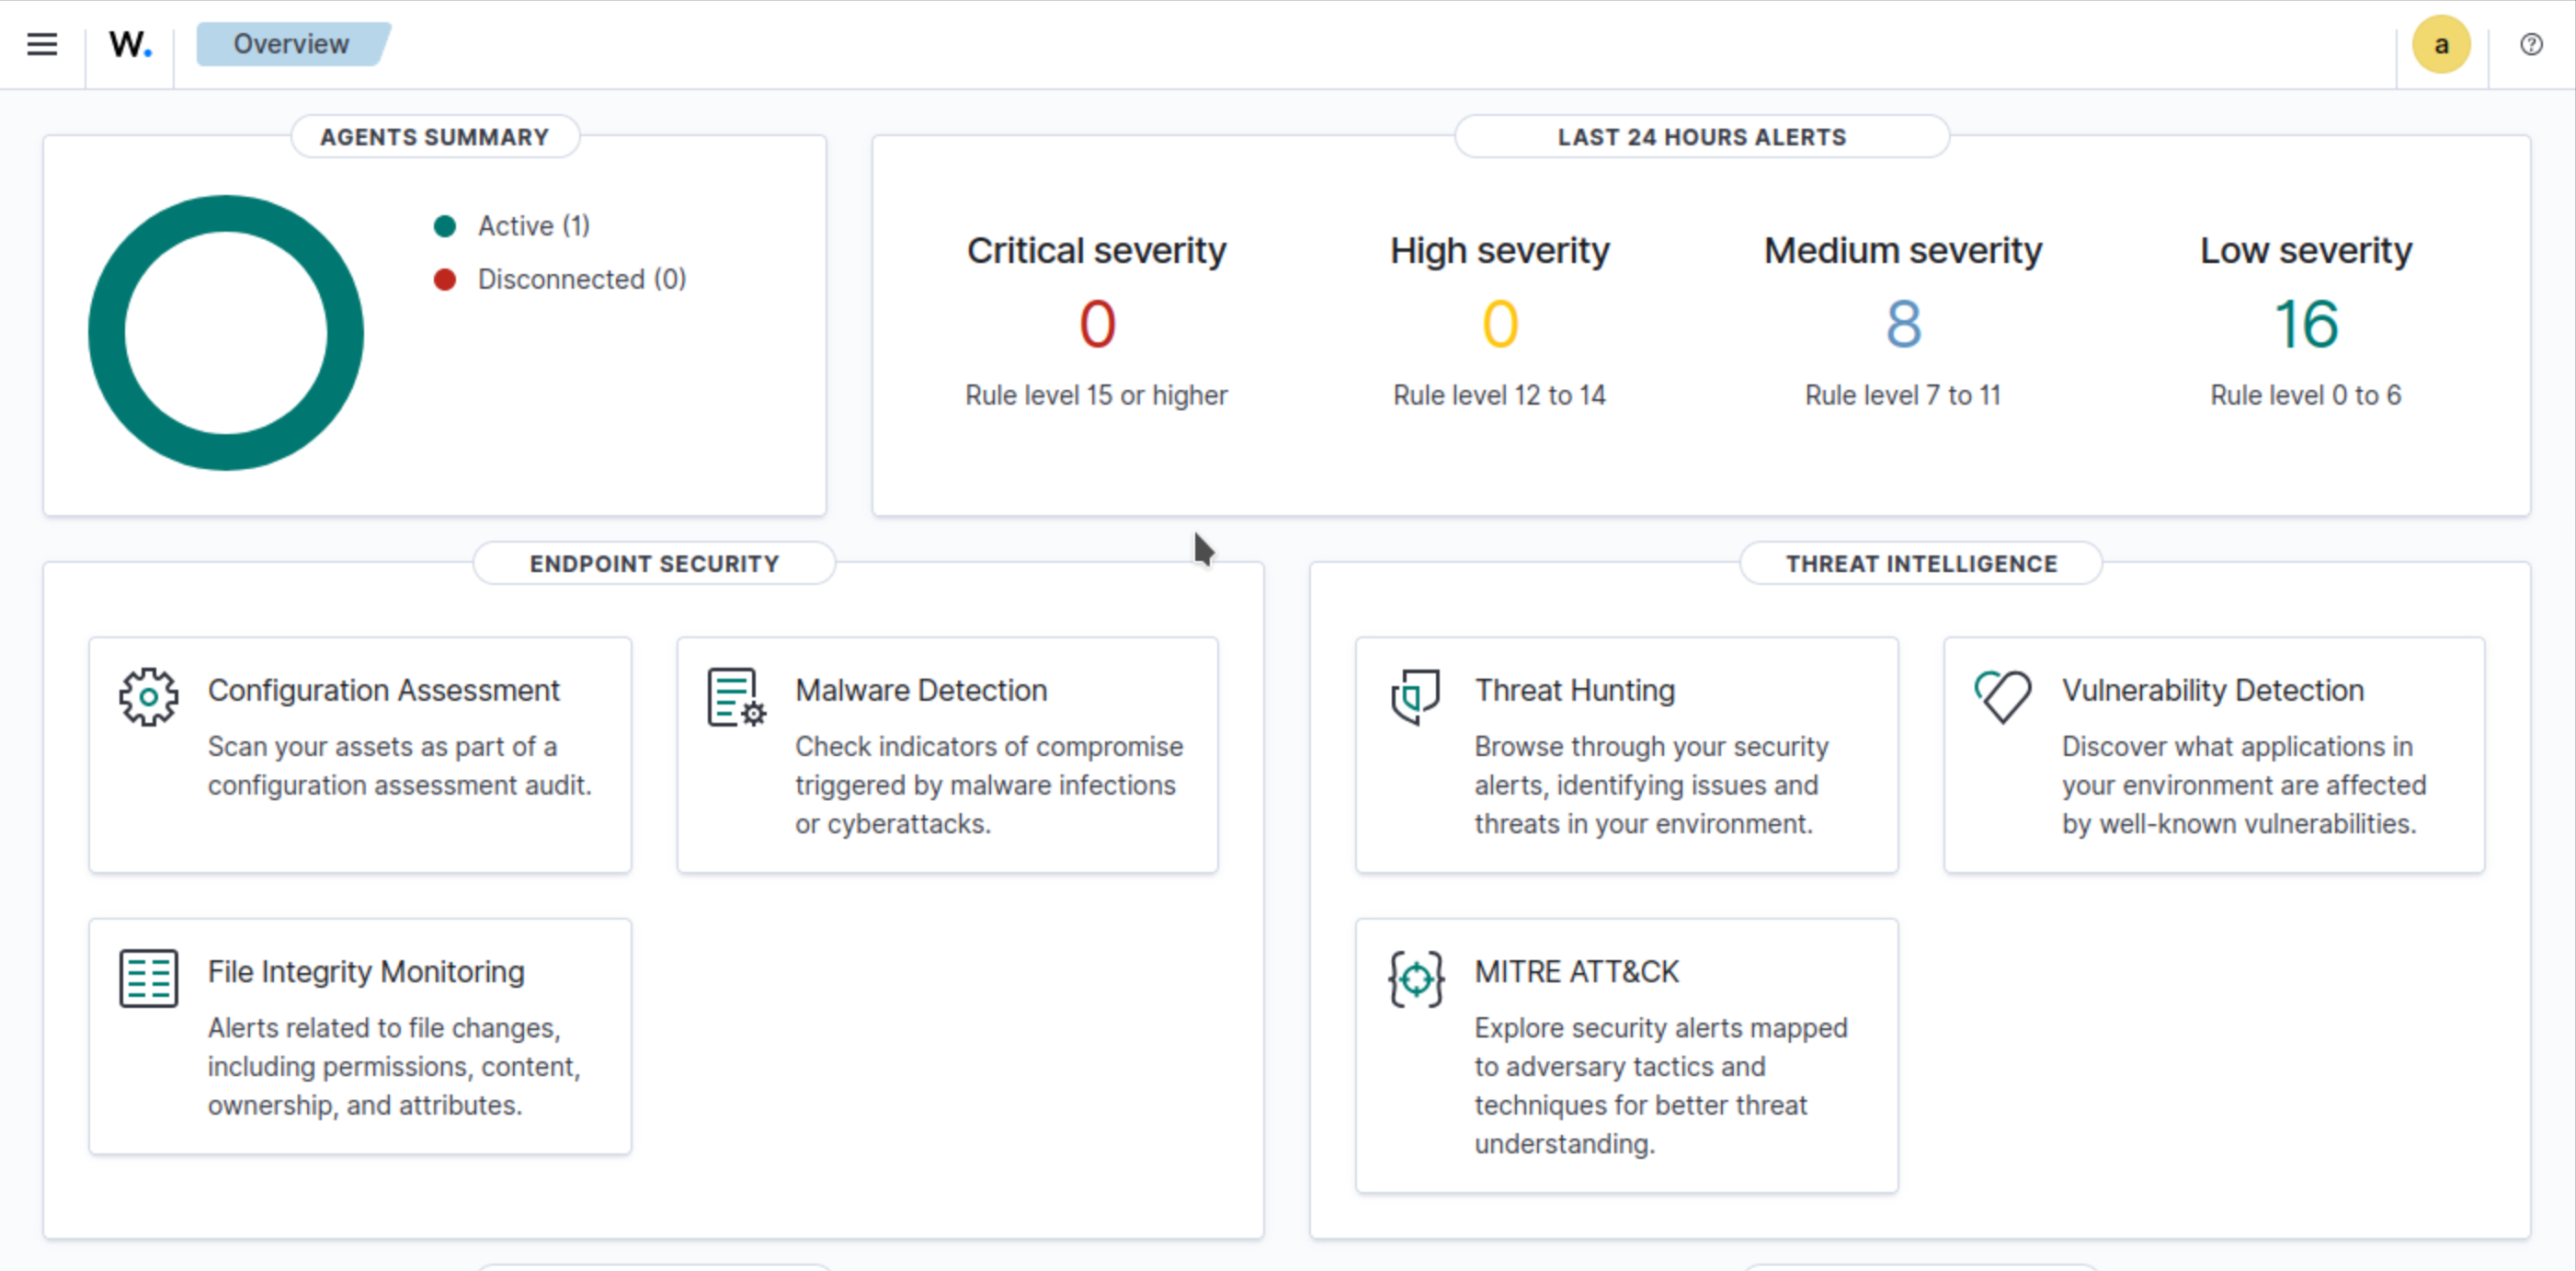 W. Overview a
AGENTS SUMMARY
Active (1)
Disconnected (0)
LAST 24 HOURS ALERTS
Critical severity
0
Rule level 15 or higher
High severity
0
Rule level 12 to 14
Medium severity
8
Rule level 7 to 11
Low severity
16
Rule level 0 to 6
ENDPOINT SECURITY
Configuration Assessment
Scan your assets as part of a
configuration assessment audit.
Malware Detection
Check indicators of compromise
triggered by malware infections
or cyberattacks.
File Integrity Monitoring
Alerts related to file changes,
including permissions, content,
ownership, and attributes.
THREAT INTELLIGENCE
Threat Hunting
Browse through your security
alerts, identifying issues and
threats in your environment.
Vulnerability Detection
Discover what applications in
your environment are affected
by well-known vulnerabilities.
MITRE ATT&CK
Explore security alerts mapped
to adversary tactics and
techniques for better threat
understanding.